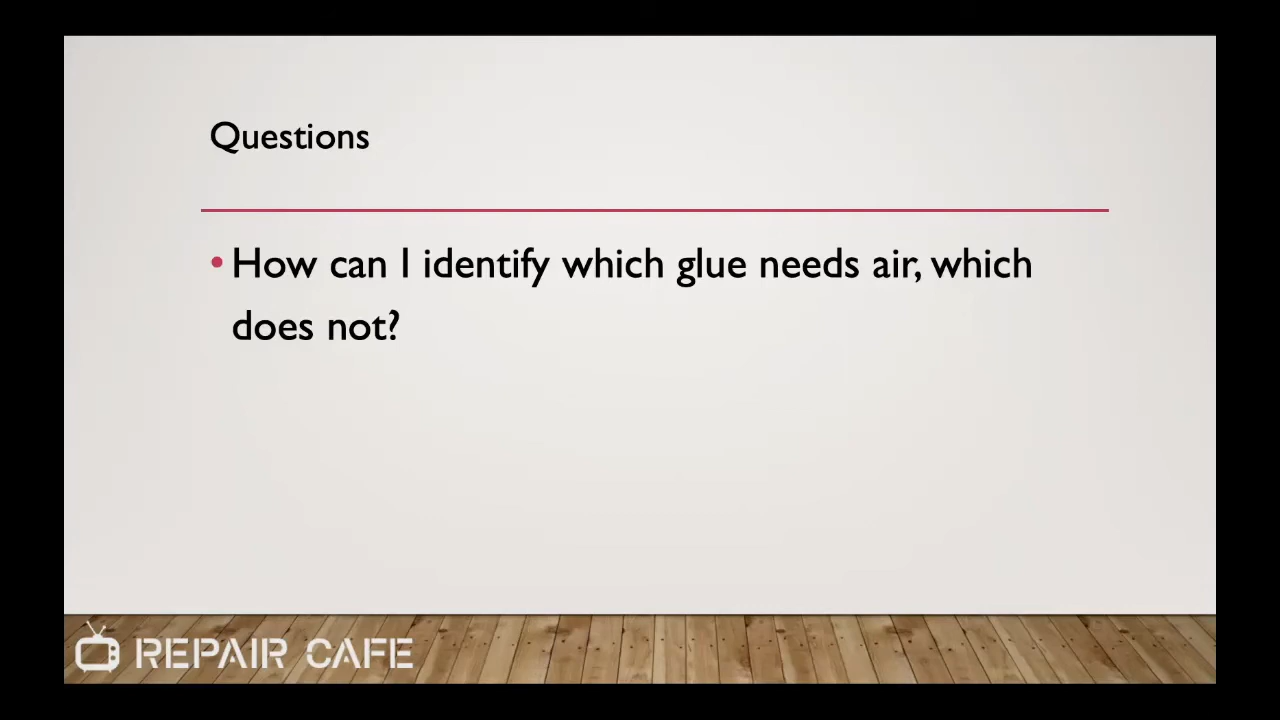 Questions
• How can I identify which glue needs air, which
does not?
REPAIR CAFE